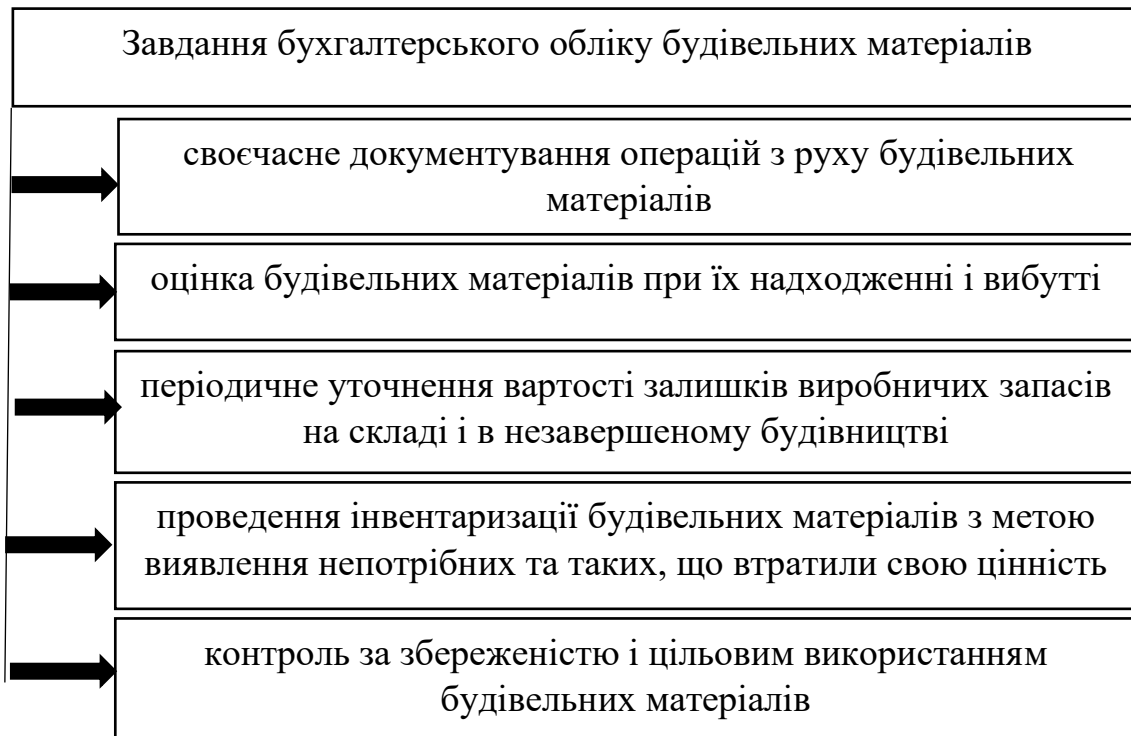 Завдання бухгалтерського обліку будівельних матеріалів
своєчасне документування операцій з руху будівельних
матеріалів
оцінка будівельних матеріалів при їх надходженні і вибутті
періодичне уточнення вартості залишків виробничих запасів
на складі і в незавершеному будівництві
проведення інвентаризації будівельних матеріалів з метою
виявлення непотрібних та таких, що втратили свою цінність
контроль за збереженістю і цільовим використанням
будівельних матеріалів